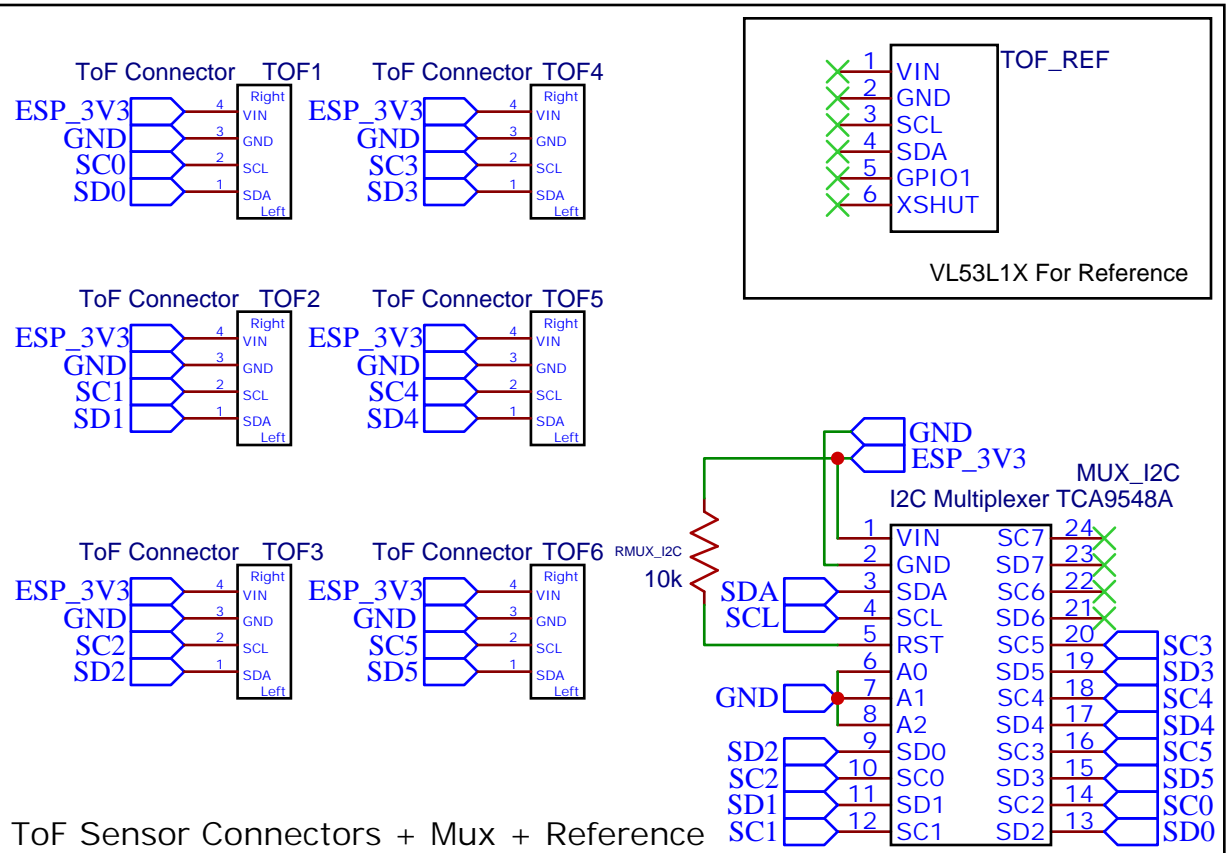 ToF Connector TOF1
ESP_3V3 4 Right VIN
GND 3 GND
SC0 2 SCL
SD0 1 SDA
Left
ToF Connector TOF4
ESP_3V3 4 Right VIN
GND 3 GND
SC3 2 SCL
SD3 1 SDA
Left
TOF_REF
1 VIN
2 GND
3 SCL
4 SDA
5 GPIO1
6 XSHUT
VL53L1X For Reference
ToF Connector TOF2
ESP_3V3 4 Right VIN
GND 3 GND
SC1 2 SCL
SD1 1 SDA
Left
ToF Connector TOF5
ESP_3V3 4 Right VIN
GND 3 GND
SC4 2 SCL
SD4 1 SDA
Left
ToF Connector TOF3
ESP_3V3 4 Right VIN
GND 3 GND
SC2 2 SCL
SD2 1 SDA
Left
ToF Connector TOF6
ESP_3V3 4 Right VIN
GND 3 GND
SC5 2 SCL
SD5 1 SDA
Left
GND
ESP_3V3
MUX_I2C
I2C Multiplexer TCA9548A
RMUX_I2C
10k
1 VIN SC7 24
2 GND SD7 23
SDA 3 SDA SC6 22
SCL 4 SCL SD6 21
5 RST SC5 20 SC3
6 A0 SD5 19 SD3
GND 7 A1 SC4 18 SC4
8 A2 SD4 17 SD4
SD2 9 SD0 SC3 16 SC5
SC2 10 SC0 SD3 15 SD5
SD1 11 SD1 SC2 14 SC0
SC1 12 SC1 SD2 13 SD0
ToF Sensor Connectors + Mux + Reference